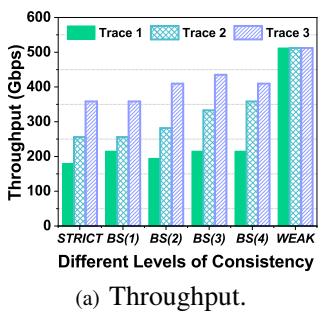 Throughput (Gbps)
600
500
400
300
200
100
0
Trace 1 Trace 2 Trace 3
STRICT BS(1) BS(2) BS(3) BS(4) WEAK
Different Levels of Consistency
(a) Throughput.